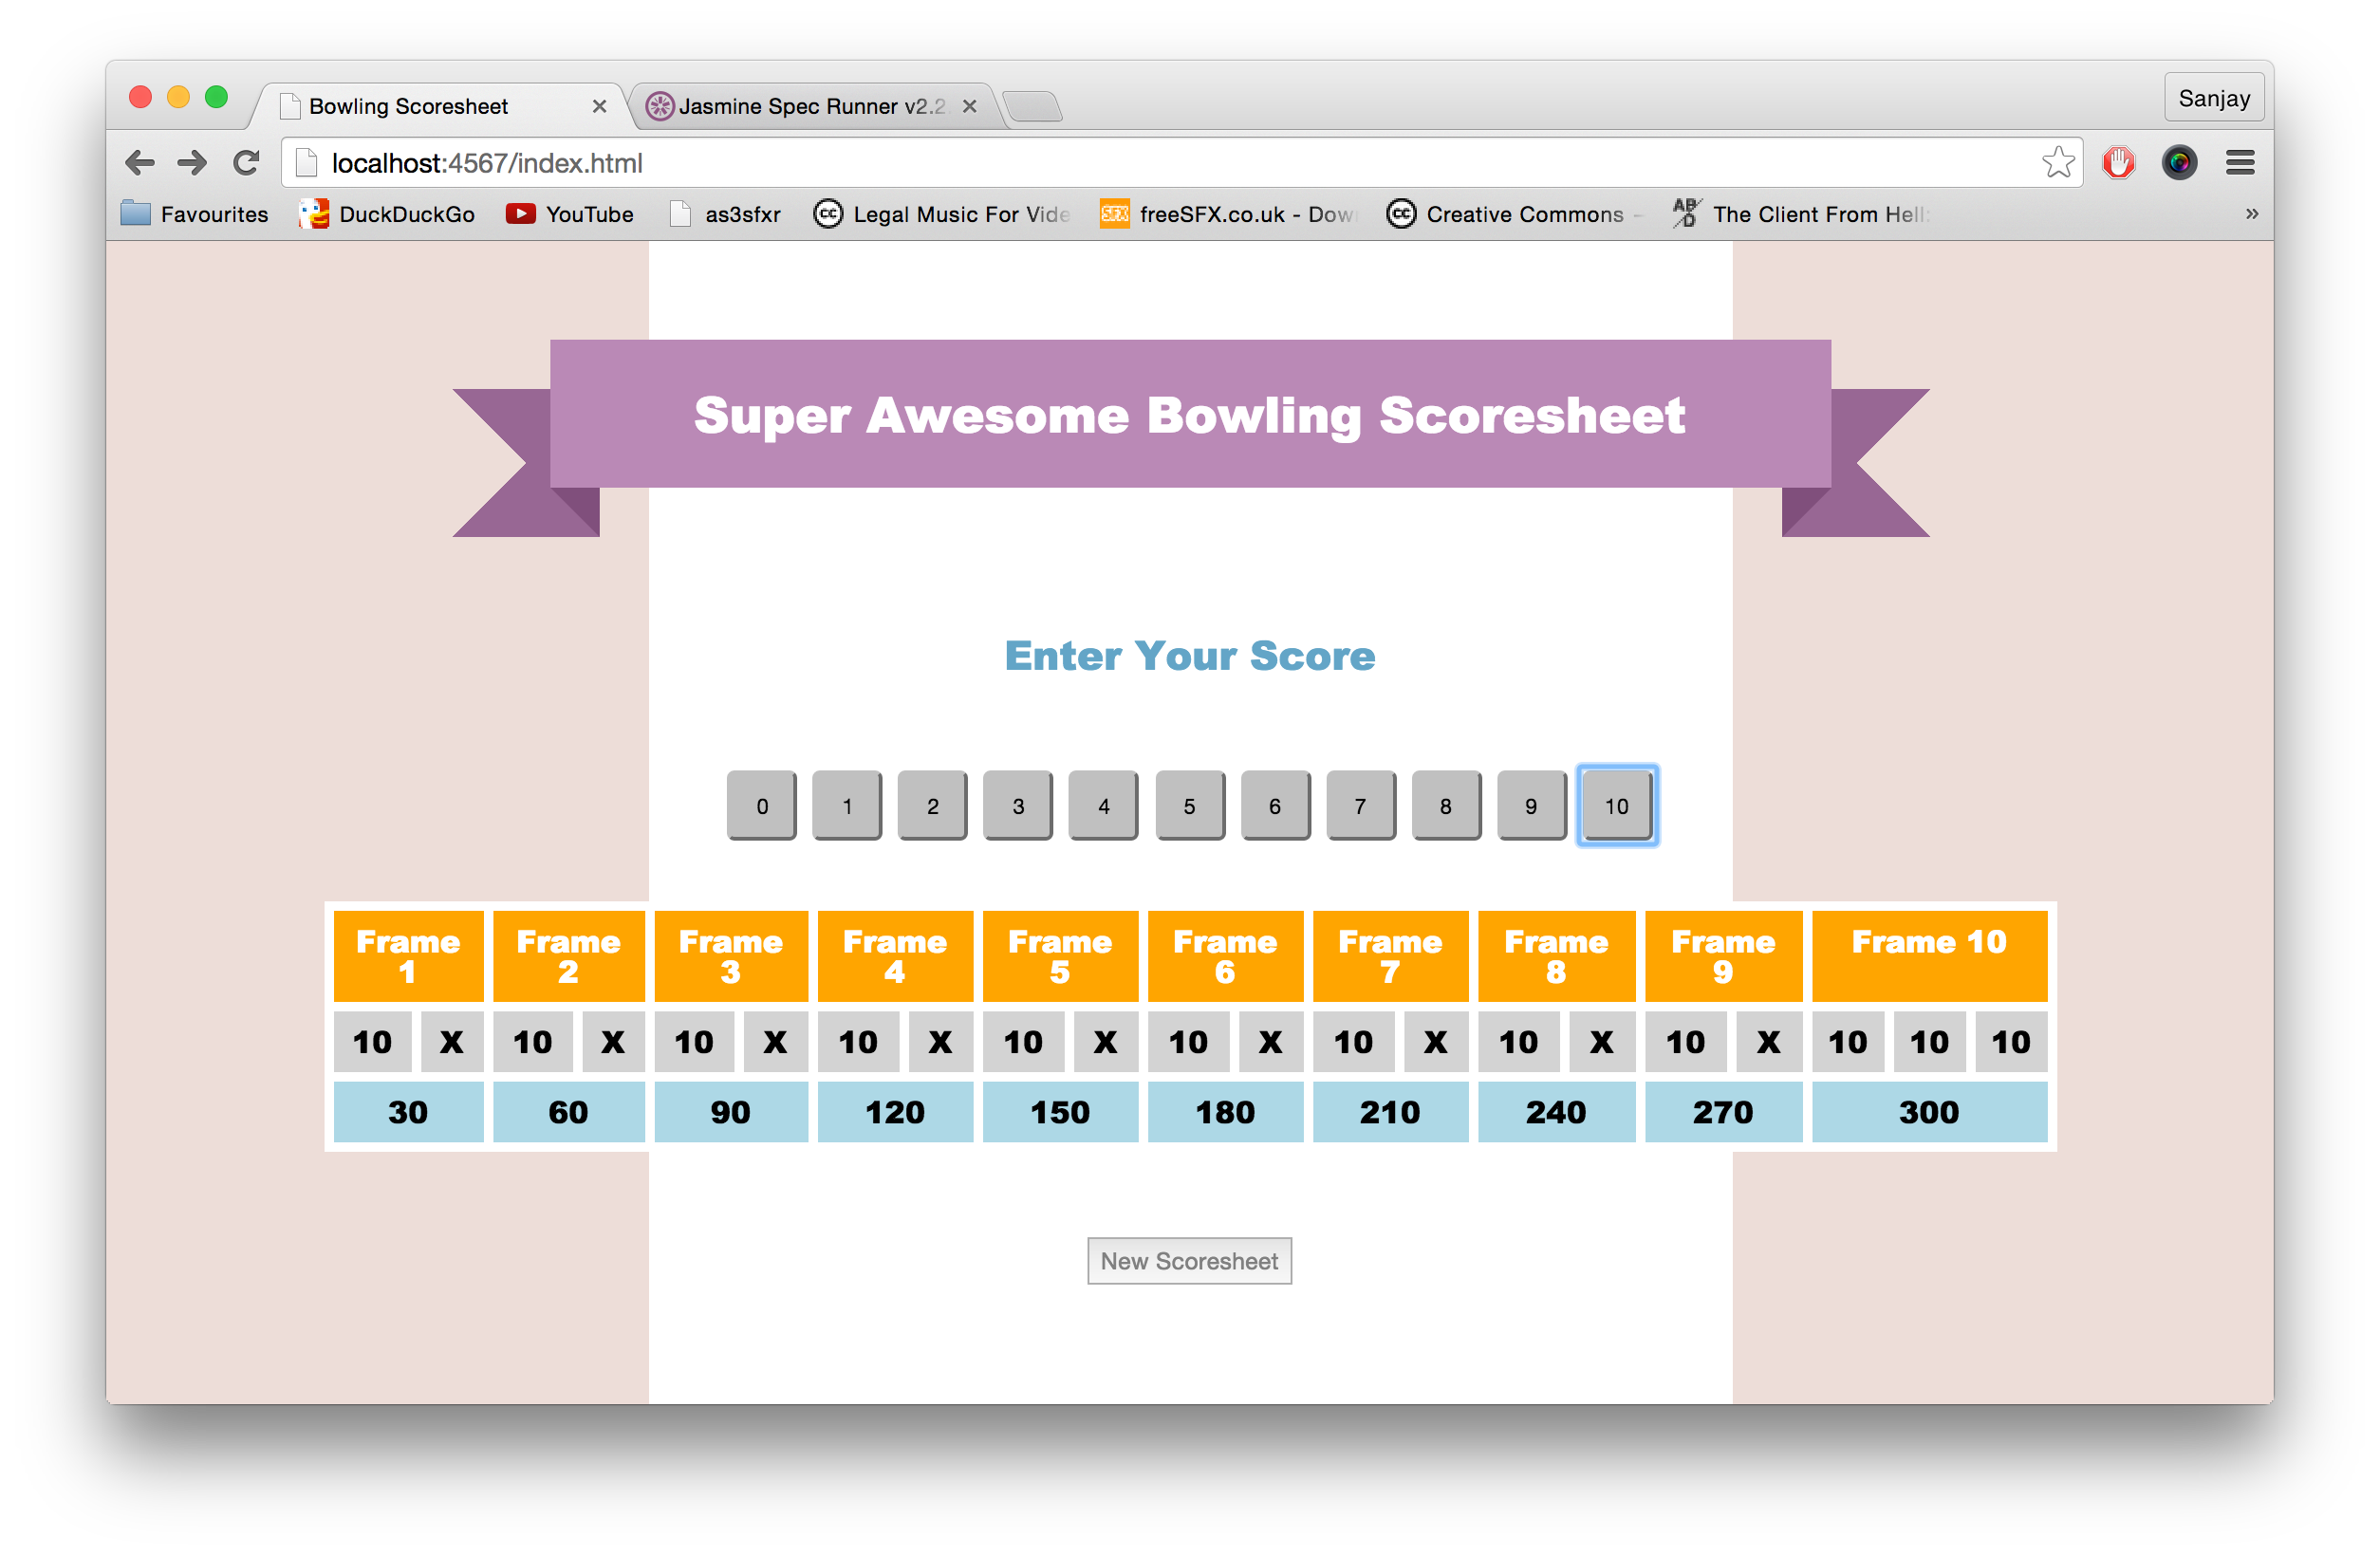 Bowling Scoresheet
Jasmine Spec Runner v2.2
Sanjay
localhost:4567/index.html
Favourites DuckDuckGo YouTube as3sfxr Legal Music For Vide freeSFX.co.uk - Dow Creative Commons – The Client From Hell: »
Super Awesome Bowling Scoresheet
Enter Your Score
0 1 2 3 4 5 6 7 8 9 10
Frame 1 Frame 2 Frame 3 Frame 4 Frame 5 Frame 6 Frame 7 Frame 8 Frame 9 Frame 10
10 X 10 X 10 X 10 X 10 X 10 X 10 X 10 X 10 X 10 10 10
30 60 90 120 150 180 210 240 270 300
New Scoresheet